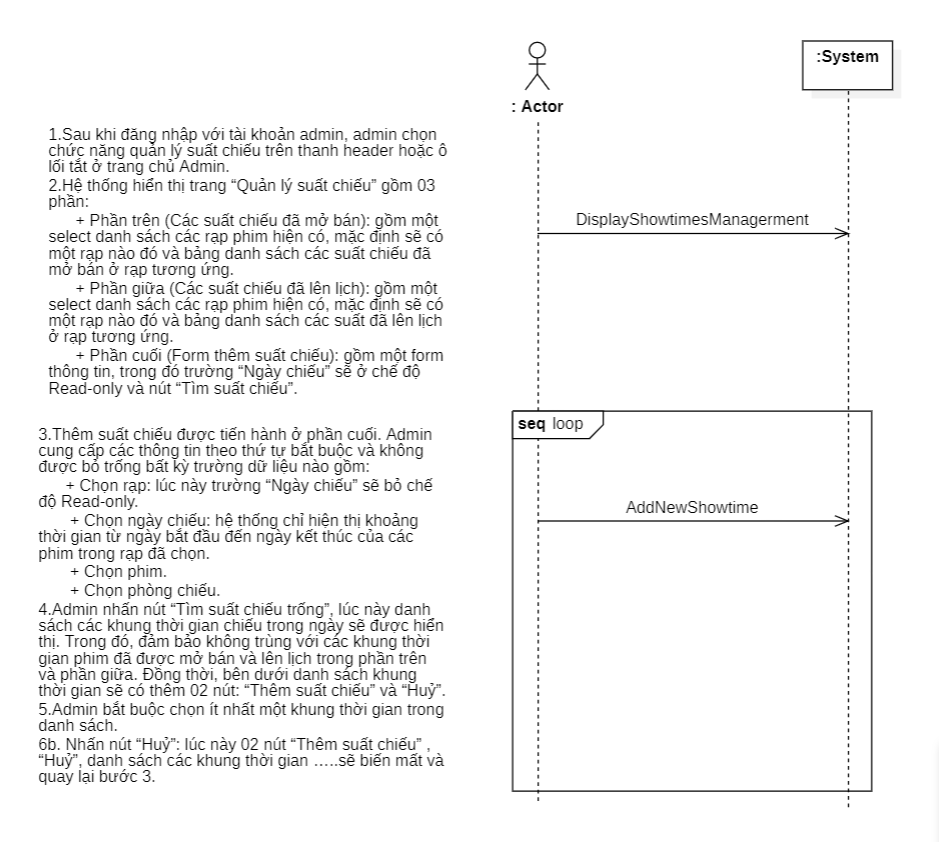 : Actor
:System
1.Sau khi đăng nhập với tài khoản admin, admin chọn
chức năng quản lý suất chiếu trên thanh header hoặc ô
lối tắt ở trang chủ Admin.
2.Hệ thống hiển thị trang “Quản lý suất chiếu” gồm 03
phần:
+ Phần trên (Các suất chiếu đã mở bán): gồm một
select danh sách các rạp phim hiện có, mặc định sẽ có
một rạp nào đó và bảng danh sách các suất chiếu đã
mở bán ở rạp tương ứng.
+ Phần giữa (Các suất chiếu đã lên lịch): gồm một
select danh sách các rạp phim hiện có, mặc định sẽ có
một rạp nào đó và bảng danh sách các suất đã lên lịch
ở rạp tương ứng.
+ Phần cuối (Form thêm suất chiếu): gồm một form
thông tin, trong đó trường “Ngày chiếu” sẽ ở chế độ
Read-only và nút “Tìm suất chiếu”.
DisplayShowtimesManagerment
3.Thêm suất chiếu được tiến hành ở phần cuối. Admin
cung cấp các thông tin theo thứ tự bắt buộc và không
được bỏ trống bất kỳ trường dữ liệu nào gồm:
+ Chọn rạp: lúc này trường “Ngày chiếu” sẽ bỏ chế
độ Read-only.
+ Chọn ngày chiếu: hệ thống chỉ hiện thị khoảng
thời gian từ ngày bắt đầu đến ngày kết thúc của các
phim trong rạp đã chọn.
+ Chọn phim.
+ Chọn phòng chiếu.
4.Admin nhấn nút “Tìm suất chiếu trống”, lúc này danh
sách các khung thời gian chiếu trong ngày sẽ được hiển
thị. Trong đó, đảm bảo không trùng với các khung thời
gian phim đã được mở bán và lên lịch trong phần trên
và phần giữa. Đồng thời, bên dưới danh sách khung
thời gian sẽ có thêm 02 nút: “Thêm suất chiếu” và “Huỷ”.
5.Admin bắt buộc chọn ít nhất một khung thời gian trong
danh sách.
6b. Nhấn nút “Huỷ”: lúc này 02 nút “Thêm suất chiếu” ,
“Huỷ”, danh sách các khung thời gian …..sẽ biến mất và
quay lại bước 3.
seq loop
AddNewShowtime